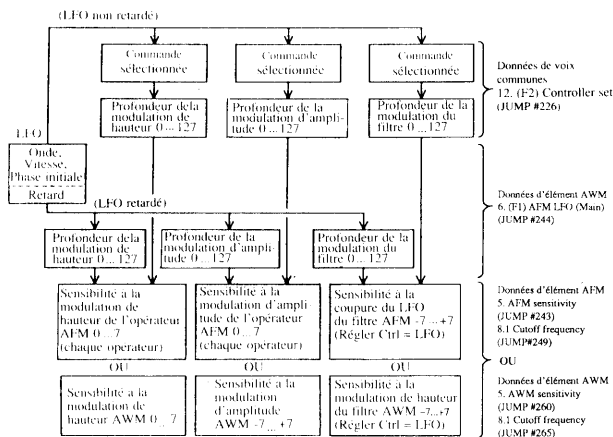 (LFO non retardé)
Commande
sélectionnée
Commande
sélectionnée
Commande
sélectionnée
Données de voix
communes
12. (F2) Controller set
(JUMP #226)
Profondeur dela
modulation de
hauteur 0...127
Profondeur de la
modulation d'ampli-
tude 0...127
Profondeur de la
modulation du
filtre 0...127
LFO
Onde,
Vitesse,
Phase initiale
Retard
(LFO retardé)
Données d'élément AWM
6. (F1) AFM LFO (Main)
(JUMP #244)
Profondeur dela
modulation de
hauteur 0...127
Profondeur de la
modulation d'ampli-
tude 0...127
Profondeur de la
modulation du
filtre 0...127
Sensibilité à la
modulation de
hauteur de l'opérateur
AFM 0...7
(chaque opérateur)
Sensibilité à la
modulation d'ampli-
tude de l'opérateur
AFM 0...7
(chaque opérateur)
Sensibilité à la
coupure du LFO
du filtre AFM -7...+7
(Régler Ctrl = LFO)
Données d'élément AFM
5. AFM sensitivity
(JUMP #243)
8.1 Cutoff frequency
(JUMP#249)
OU
OU
OU
OU
Sensibilité à la
modulation de
hauteur AWM 0...7
Sensibilité à la
modulation
d'amplitude AWM -7...+7
Sensibilité à la
modulation de hauteur
du filtre AWM -7...+7
(Régler Ctrl = LFO)
Données d'élément AWM
5. AWM sensitivity
(JUMP #260)
8.1 Cutoff frequency
(JUMP #265)